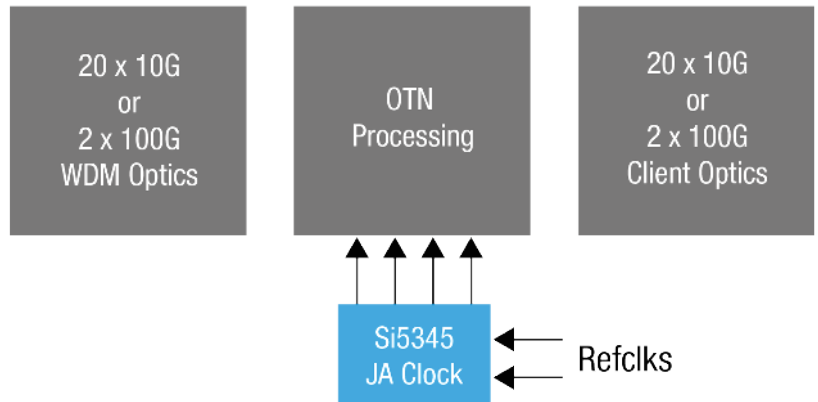 20 x 10G
or
2 x 100G
WDM Optics
OTN
Processing
20 x 10G
or
2 x 100G
Client Optics
Si5345
JA Clock
Refclks